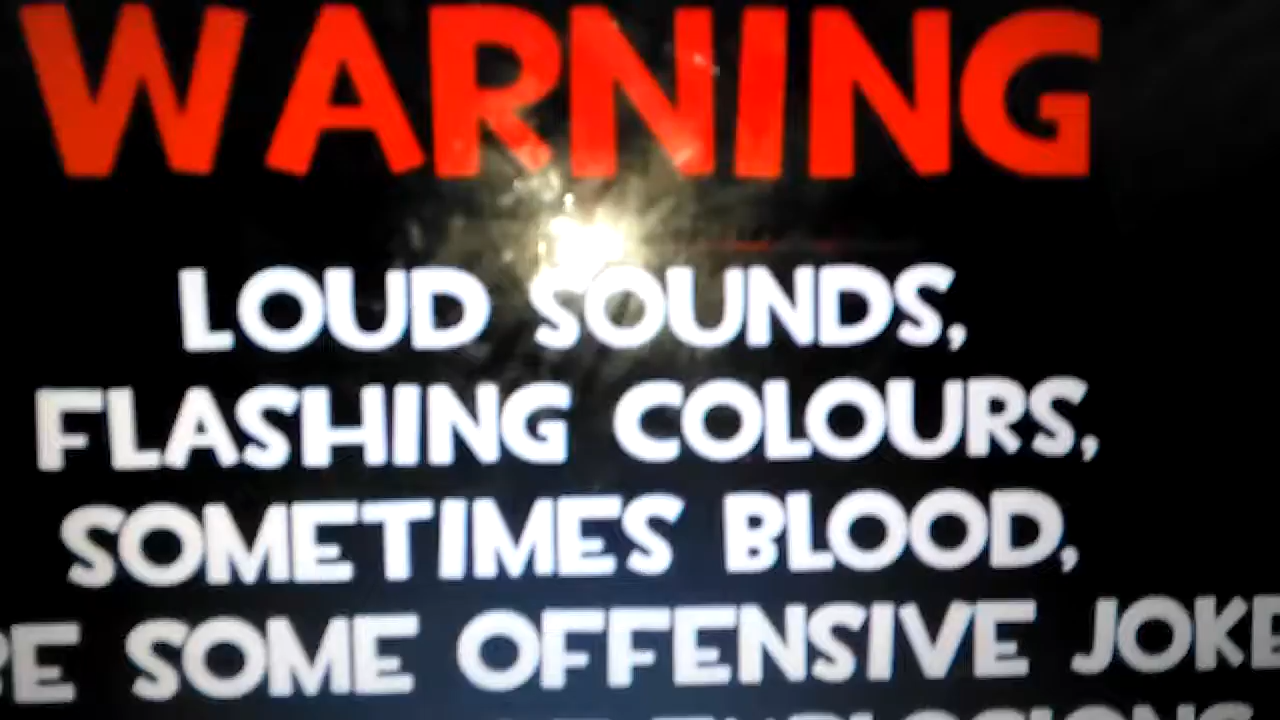 WARNING
LOUD SOUNDS,
FLASHING COLOURS,
SOMETIMES BLOOD,
SOME OFFENSIVE